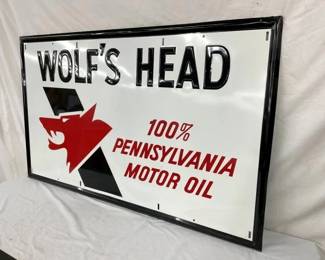 WOLF'S HEAD
100%
PENNSYLVANIA
MOTOR OIL